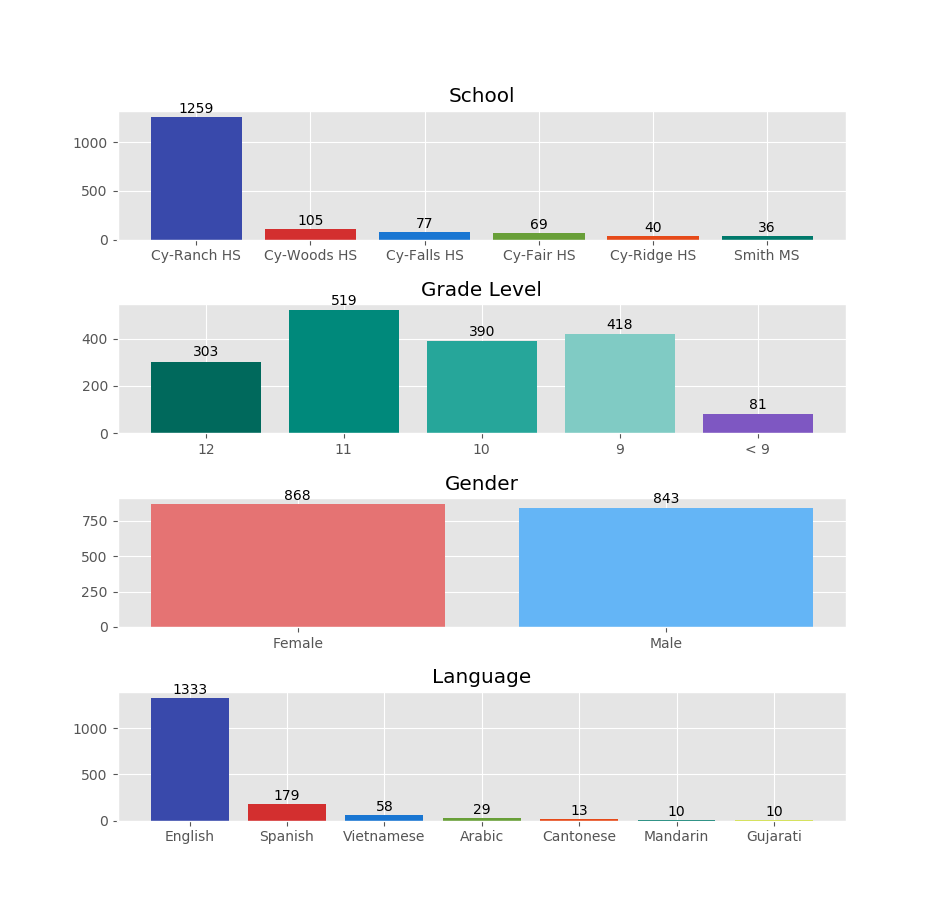 School
1259
1000
105
77
69
40
36
500
0
Cy-Ranch HS Cy-Woods HS Cy-Falls HS Cy-Fair HS Cy-Ridge HS Smith MS
Grade Level
519
418
400
390
303
200
81
0
12 11 10 9 < 9
Gender
868 843
750
500
250
0
Female Male
Language
1333
1000
500
179 58 29 13 10 10
0
English Spanish Vietnamese Arabic Cantonese Mandarin Gujarati